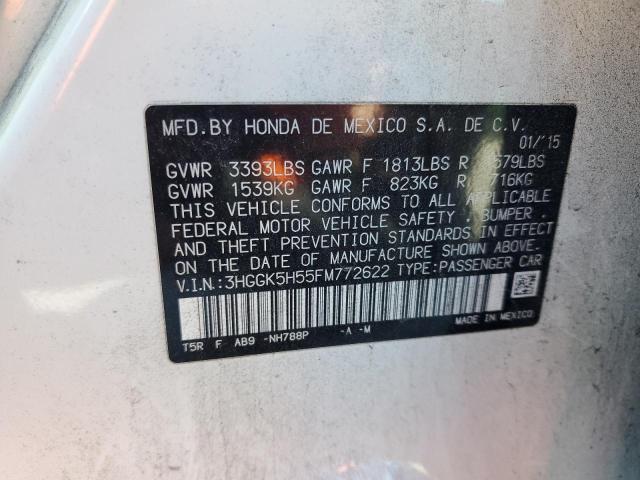 MFD.BY HONDA DE MEXICO S.A. DE C.V.
01/'15
GVWR 3393LBS GAWR F 1813LBS R 1579LBS
GVWR 1539KG GAWR F 823KG R 716KG
THIS VEHICLE CONFORMS TO ALL APPLICABLE
FEDERAL MOTOR VEHICLE SAFETY . BUMPER .
AND THEFT PREVENTION STANDARDS IN EFFECT
ON THE DATE OF MANUFACTURE SHOWN ABOVE.
V.I.N.:3HGGK5H55FM772622 TYPE:PASSENGER CAR
T5R F AB9 -NH788P -A -M
MADE IN MEXICO